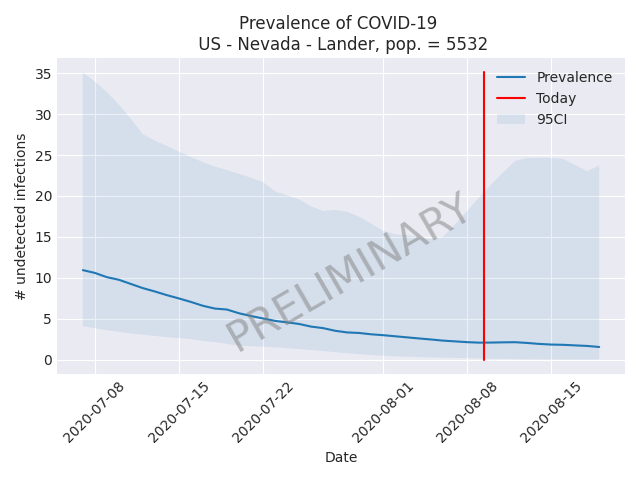 Prevalence of COVID-19
US - Nevada - Lander, pop. = 5532
# undetected infections
35
30
25
20
15
10
5
0
Prevalence
Today
95CI
PRELIMINARY
2020-07-08
2020-07-15
2020-07-22
2020-08-01
2020-08-08
2020-08-15
Date